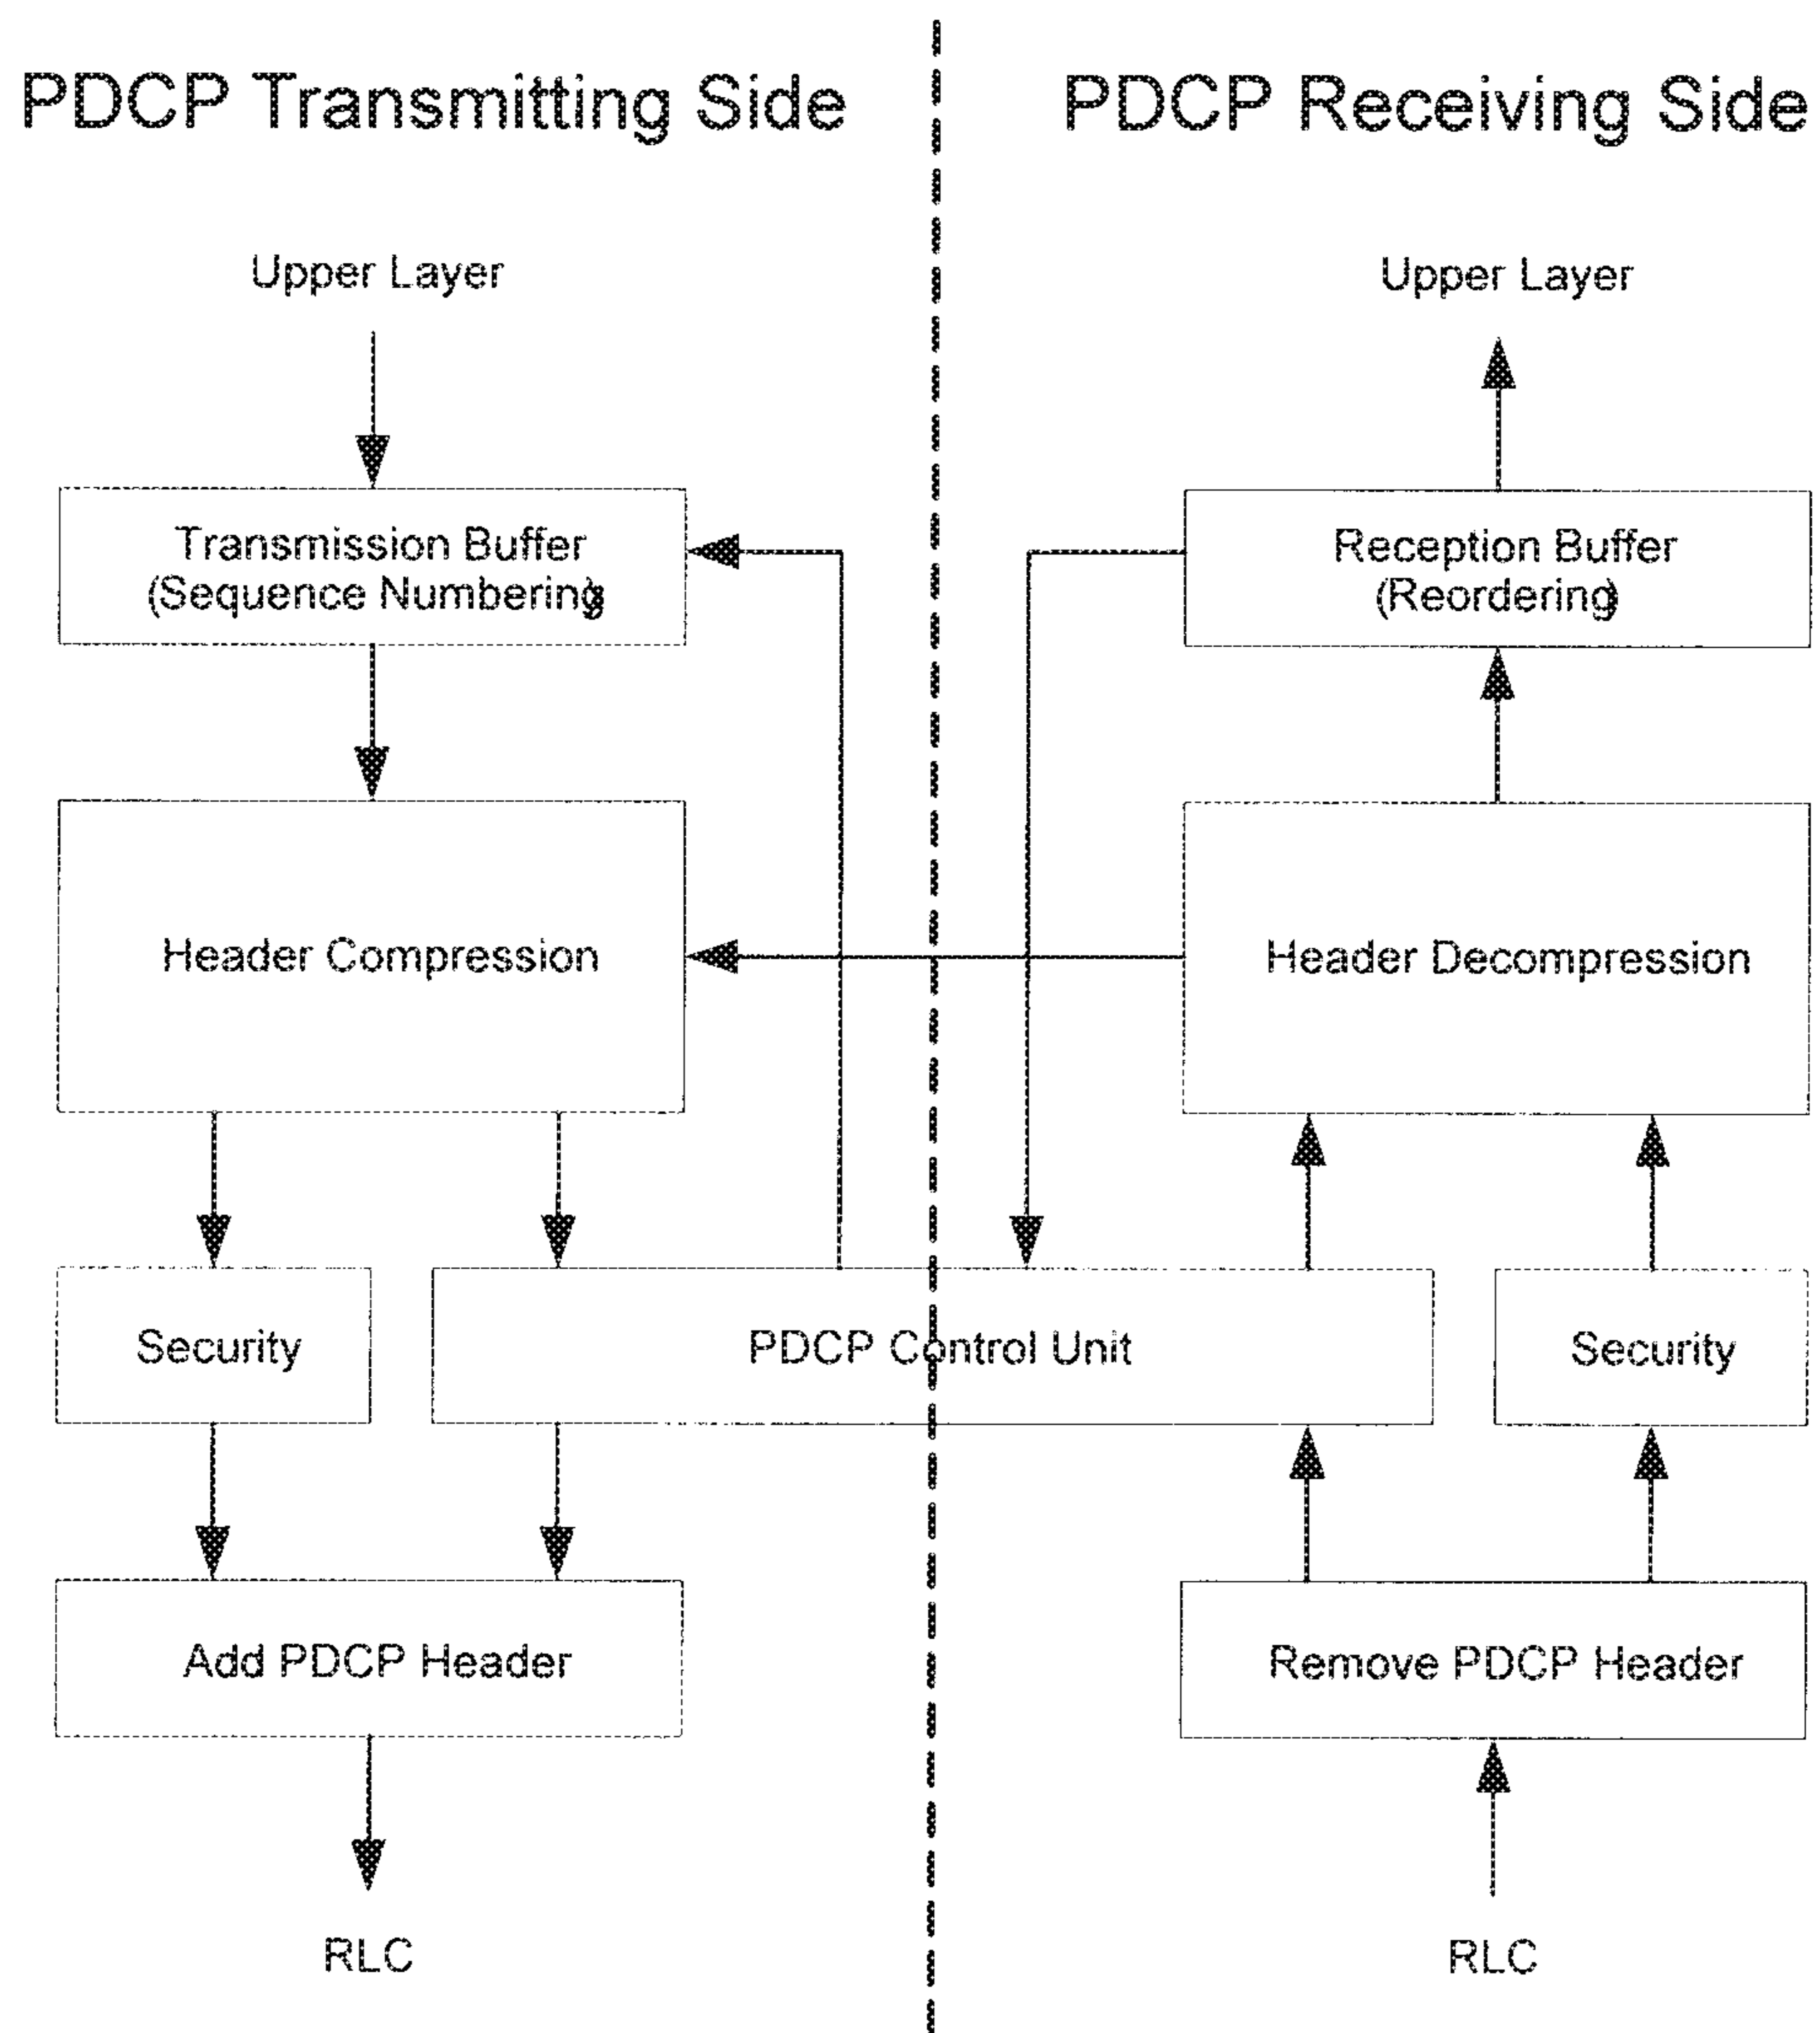 PDCP Transmitting Side
PDCP Receiving Side
Upper Layer
Upper Layer
Transmission Buffer
(Sequence Numbering)
Reception Buffer
(Reordering)
Header Compression
Header Decompression
Security
PDCP Control Unit
Security
Add PDCP Header
Remove PDCP Header
RLC
RLC